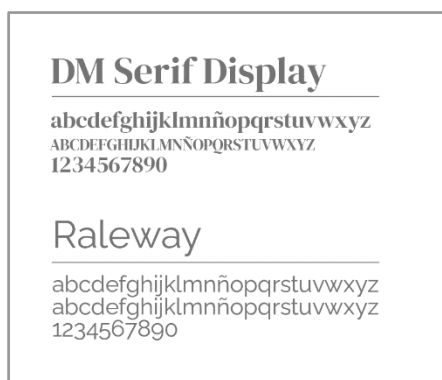 DM Serif Display
abcdefghijklmnñopqrstuvwxyz
ABCDEFGHIJKLMNÑOPQRSTUVWXYZ
1234567890
Raleway
abcdefghijklmnñopqrstuvwxyz
abcdefghijklmnñopqrstuvwxyz
1234567890